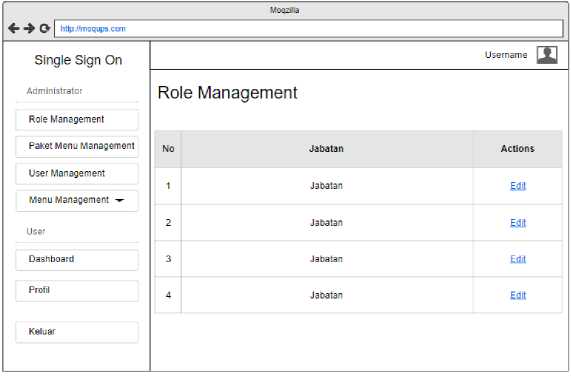 Moqzilla
http://moqups.com
Single Sign On
Username
Administrator
Role Management
Paket Menu Management
User Management
Menu Management
User
Dashboard
Profil
Keluar
Role Management
No Jabatan Actions
1 Jabatan Edit
2 Jabatan Edit
3 Jabatan Edit
4 Jabatan Edit